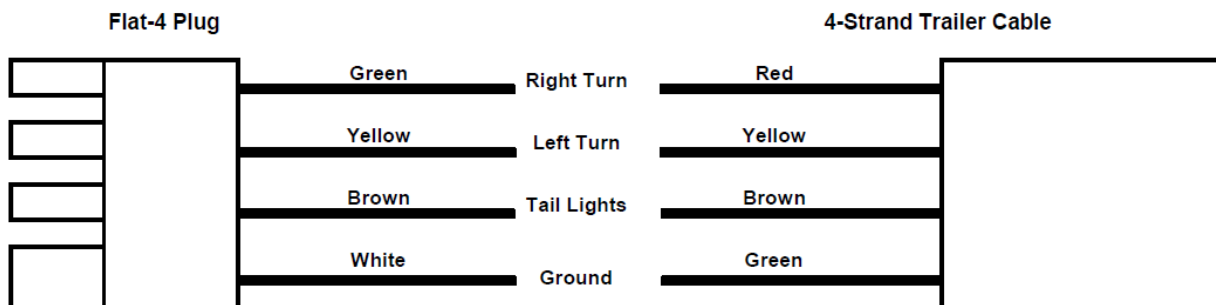 Flat-4 Plug 4-Strand Trailer Cable
Green Right Turn Red
Yellow Left Turn Yellow
Brown Tail Lights Brown
White Ground Green